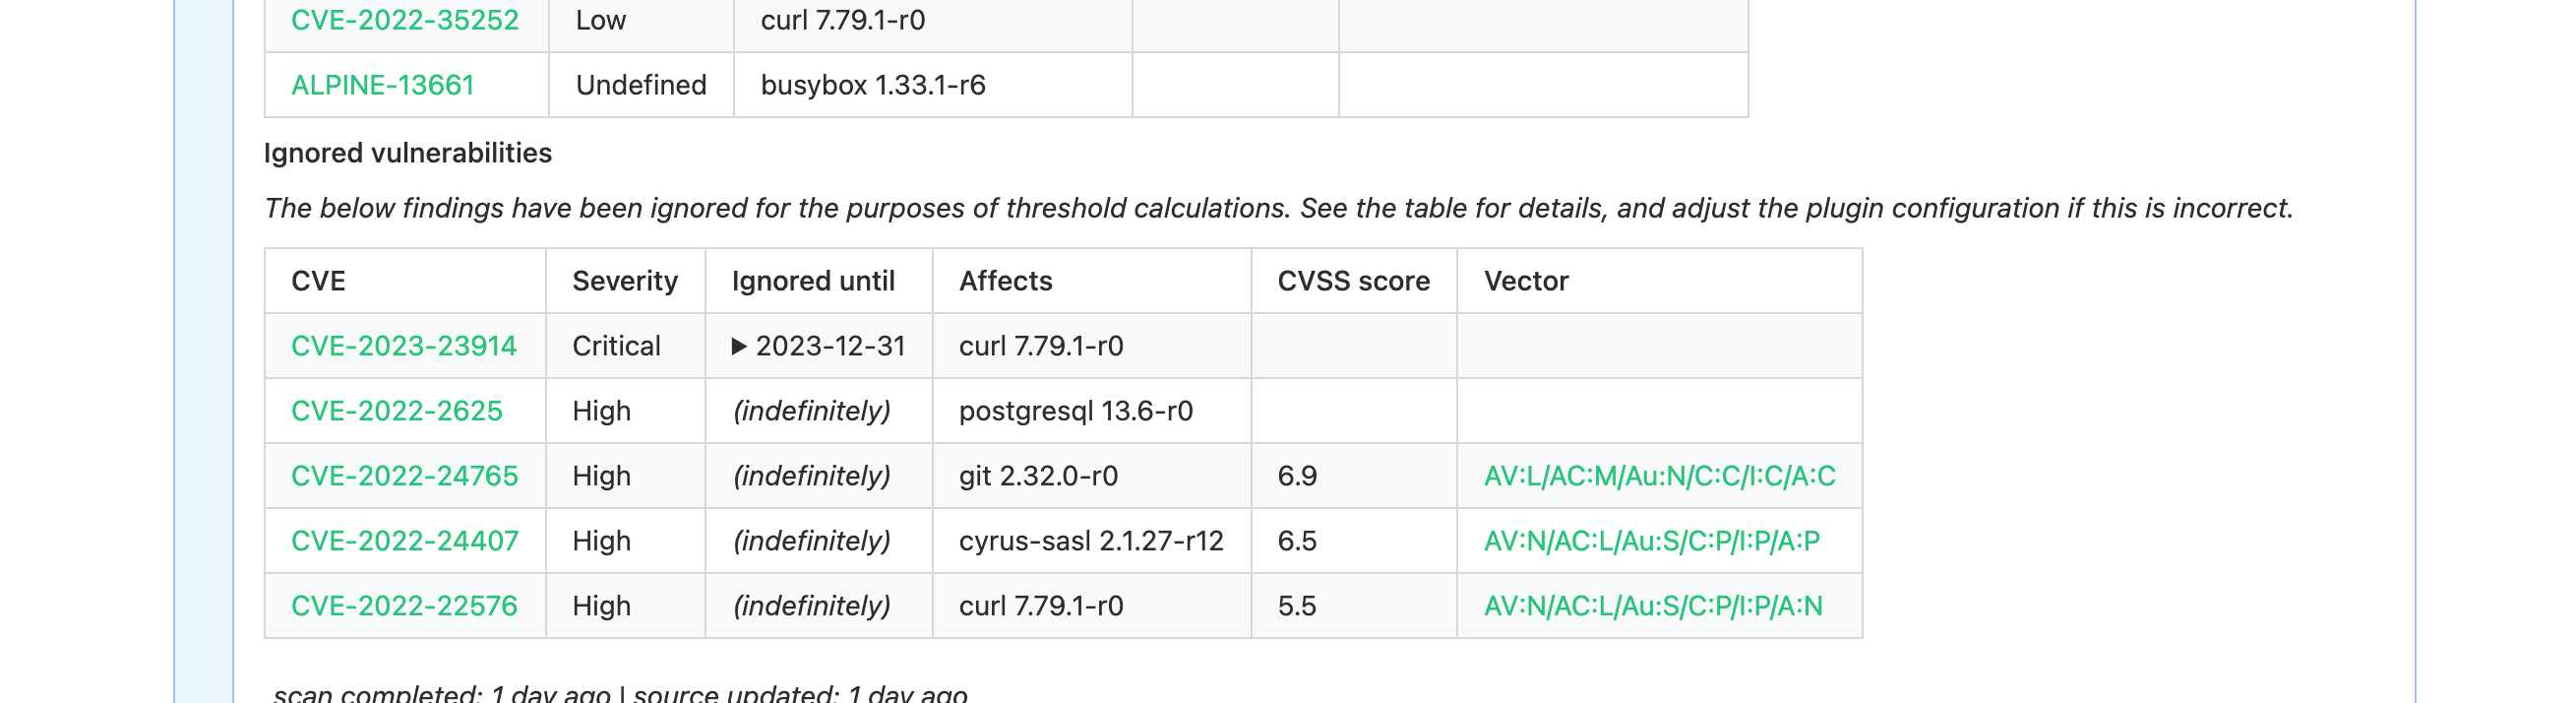 CVE-2022-35252 Low curl 7.79.1-r0
ALPINE-13661 Undefined busybox 1.33.1-r6
Ignored vulnerabilities
The below findings have been ignored for the purposes of threshold calculations. See the table for details, and adjust the plugin configuration if this is incorrect.
CVE Severity Ignored until Affects CVSS score Vector
CVE-2023-23914 Critical ▶ 2023-12-31 curl 7.79.1-r0
CVE-2022-2625 High (indefinitely) postgresql 13.6-r0
CVE-2022-24765 High (indefinitely) git 2.32.0-r0 6.9 AV:L/AC:M/Au:N/C:C/I:C/A:C
CVE-2022-24407 High (indefinitely) cyrus-sasl 2.1.27-r12 6.5 AV:N/AC:L/Au:S/C:P/I:P/A:P
CVE-2022-22576 High (indefinitely) curl 7.79.1-r0 5.5 AV:N/AC:L/Au:S/C:P/I:P/A:N
scan completed: 1 day ago | source updated: 1 day ago